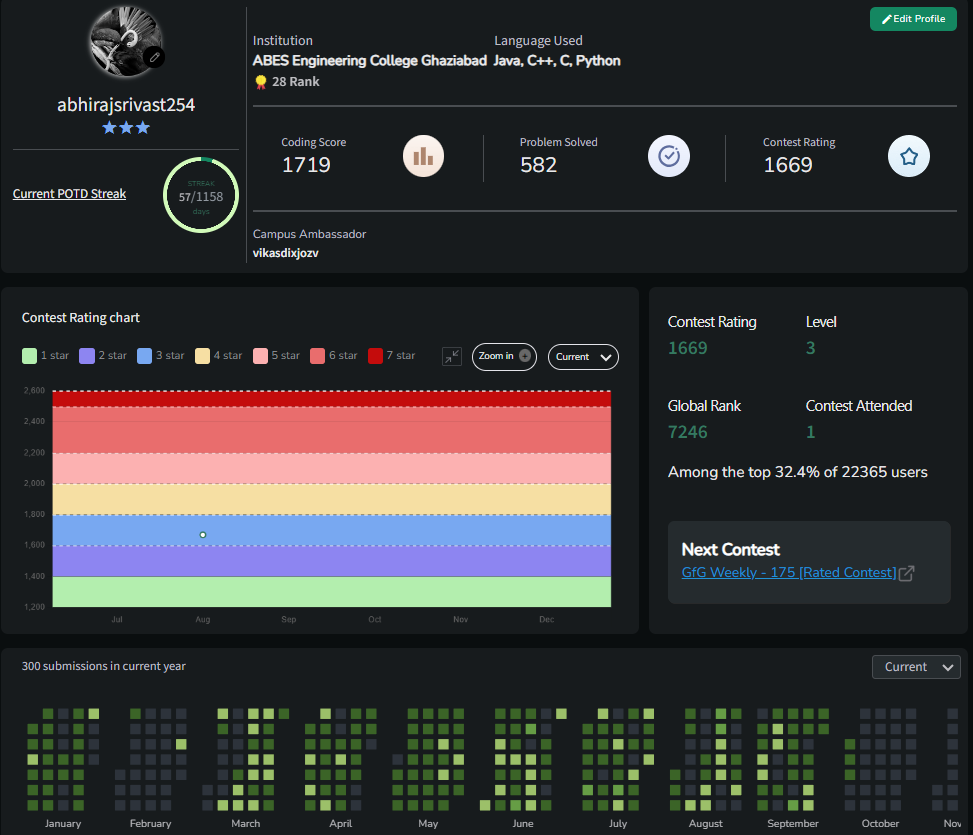 Edit Profile
Institution
Language Used
ABES Engineering College Ghaziabad
Java, C++, C, Python
28 Rank
abhirajsrivast254
Coding Score
1719
Problem Solved
582
Contest Rating
1669
Current POTD Streak
STREAK
57/1158
days
Campus Ambassador
vikasdixjozv
Contest Rating chart
1 star
2 star
3 star
4 star
5 star
6 star
7 star
Zoom in
Current
2,600
2,400
2,200
2,000
1,800
1,600
1,400
1,200
Jul
Aug
Sep
Oct
Nov
Dec
Contest Rating
Level
1669
3
Global Rank
Contest Attended
7246
1
Among the top 32.4% of 22365 users
Next Contest
GfG Weekly - 175 [Rated Contest]
300 submissions in current year
Current
January
February
March
April
May
June
July
August
September
October
Nov